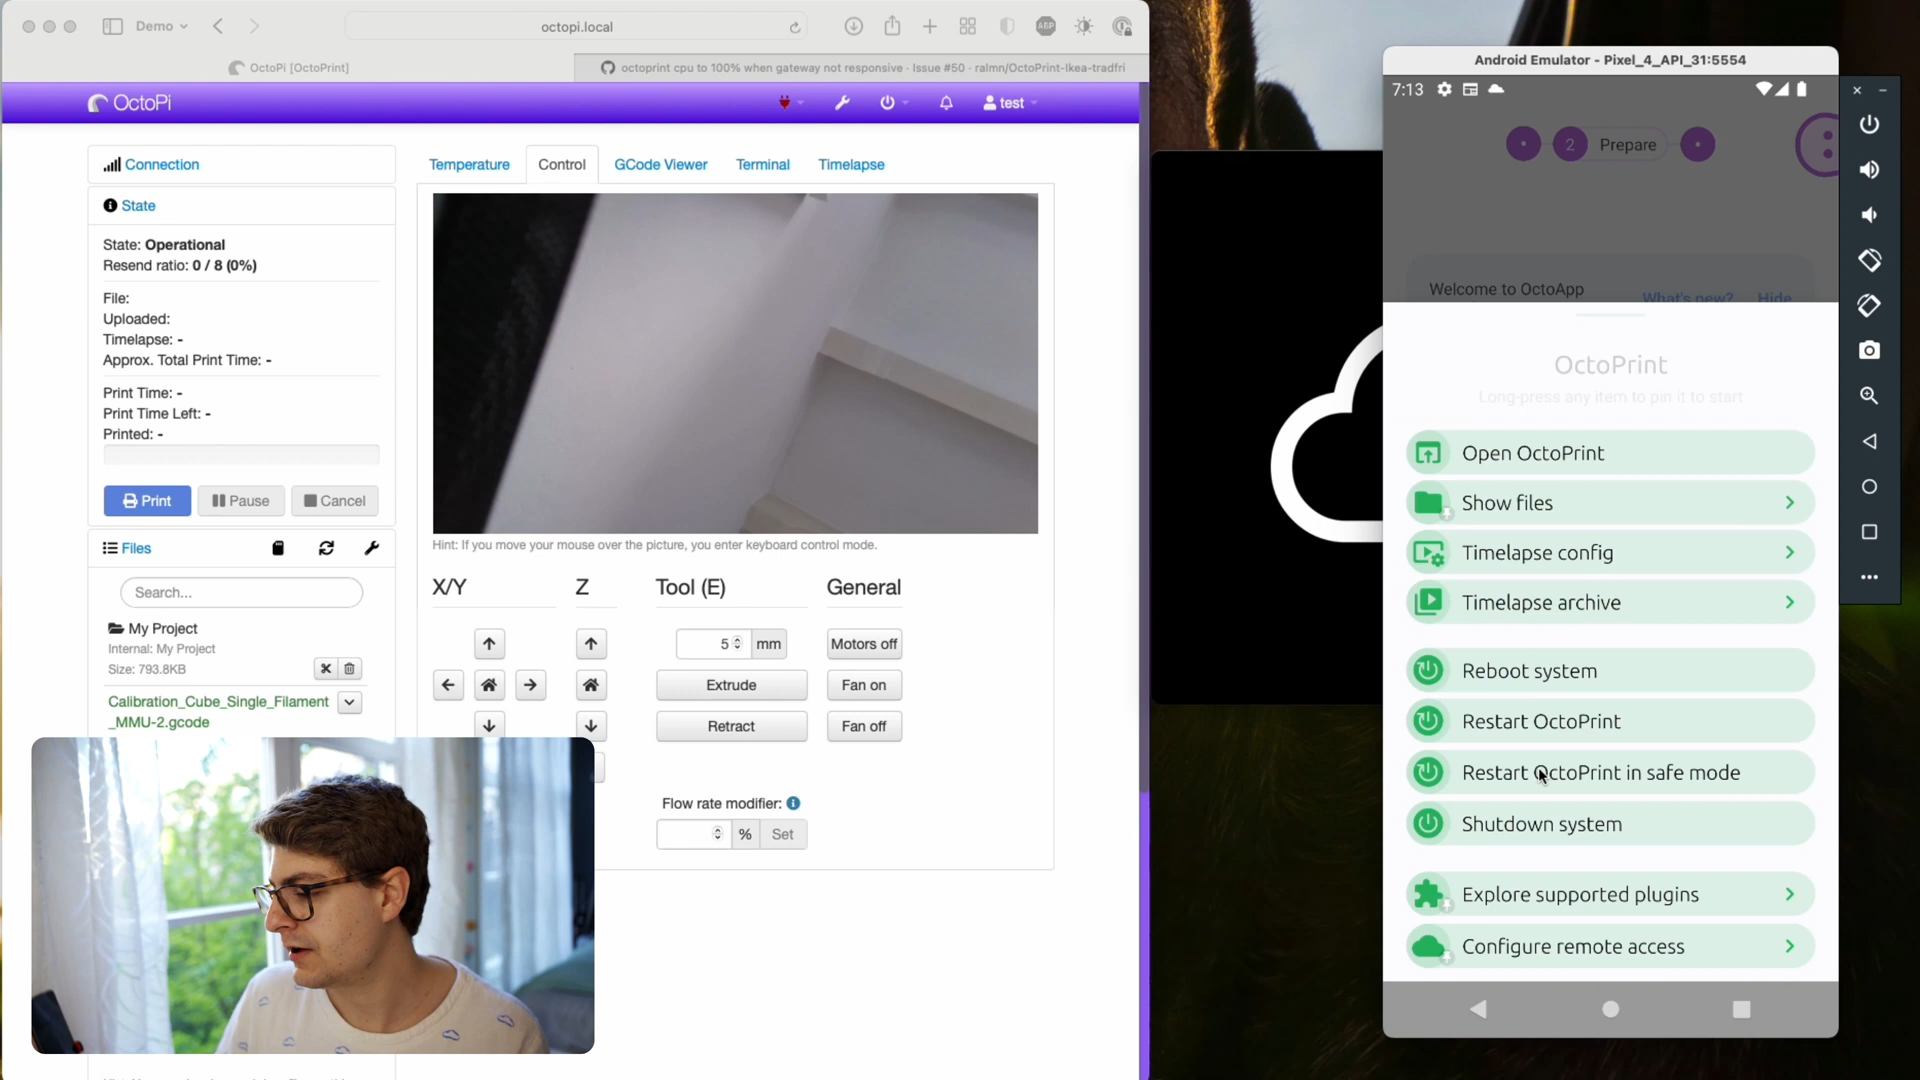 Demo
octopi.local
OctoPi [OctoPrint]
octoprint cpu to 100% when gateway not responsive · Issue #50 · ralmn/OctoPrint-Ikea-tradfri
OctoPi
test
Connection
State
State: Operational
Resend ratio: 0 / 8 (0%)
File:
Uploaded:
Timelapse: -
Approx. Total Print Time: -
Print Time: -
Print Time Left: -
Printed: -
Print
Pause
Cancel
Files
Search...
My Project
Internal: My Project
Size: 793.8KB
Calibration_Cube_Single_Filament
_MMU-2.gcode
Temperature
Control
GCode Viewer
Terminal
Timelapse
Hint: If you move your mouse over the picture, you enter keyboard control mode.
X/Y
Z
Tool (E)
General
5
mm
Motors off
Extrude
Fan on
Retract
Fan off
Flow rate modifier:
%
Set
Android Emulator - Pixel_4_API_31:5554
7:13
2
Prepare
Welcome to OctoApp
What's new?
Hide
OctoPrint
Long-press any item to pin it to start
Open OctoPrint
Show files
Timelapse config
Timelapse archive
Reboot system
Restart OctoPrint
Restart OctoPrint in safe mode
Shutdown system
Explore supported plugins
Configure remote access